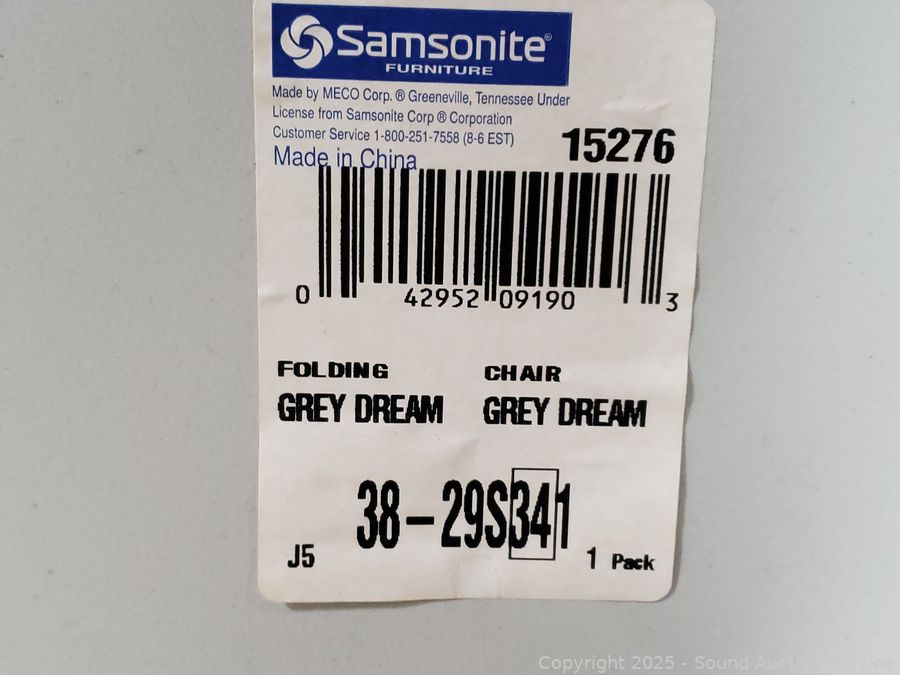 Samsonite®
FURNITURE
Made by MECO Corp. ® Greeneville, Tennessee Under
License from Samsonite Corp ® Corporation
Customer Service 1-800-251-7558 (8-6 EST)
15276
Made in China
0 42952 09190 3
FOLDING CHAIR
GREY DREAM GREY DREAM
38-29S341
J5 1 Pack
Copyright © 2025 - Sound Auction Service